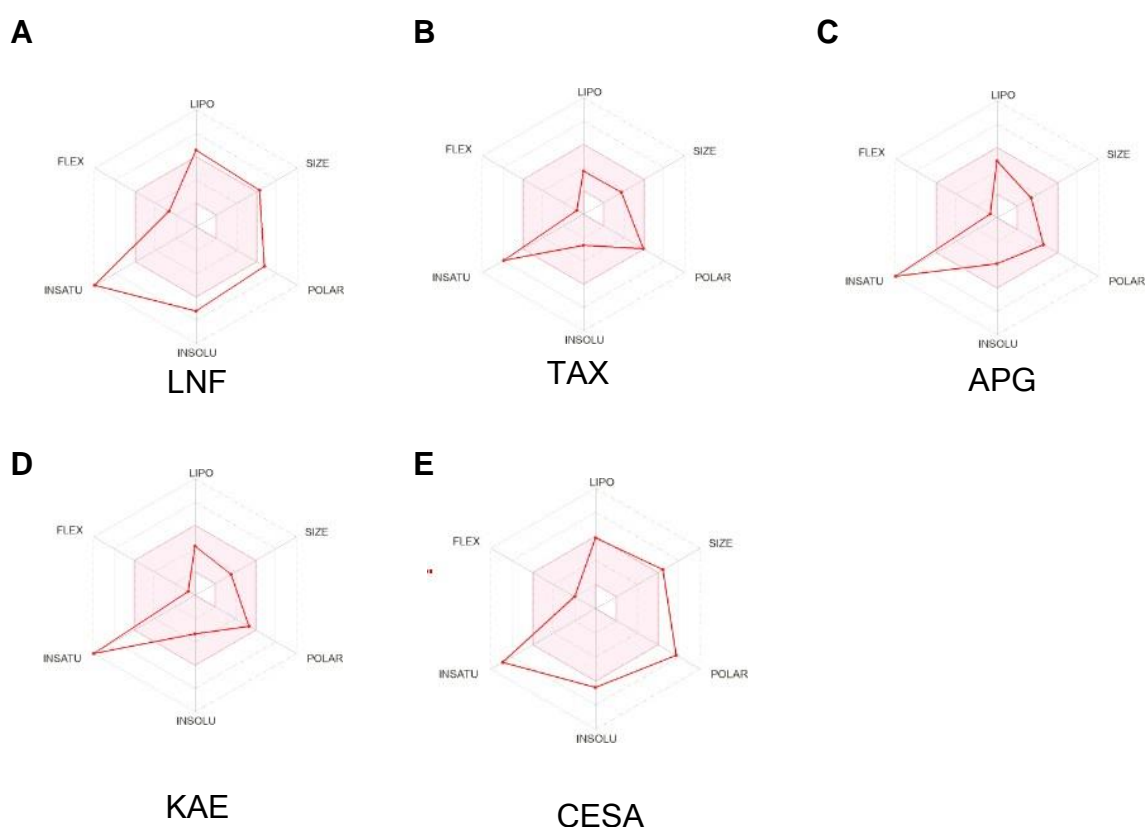 A
LIPO
FLEX
SIZE
INSATU
POLAR
INSOLU
LNF
B
LIPO
FLEX
SIZE
INSATU
POLAR
INSOLU
TAX
C
LIPO
FLEX
SIZE
INSATU
POLAR
INSOLU
APG
D
LIPO
FLEX
SIZE
INSATU
POLAR
INSOLU
KAE
E
LIPO
FLEX
SIZE
INSATU
POLAR
INSOLU
CESA